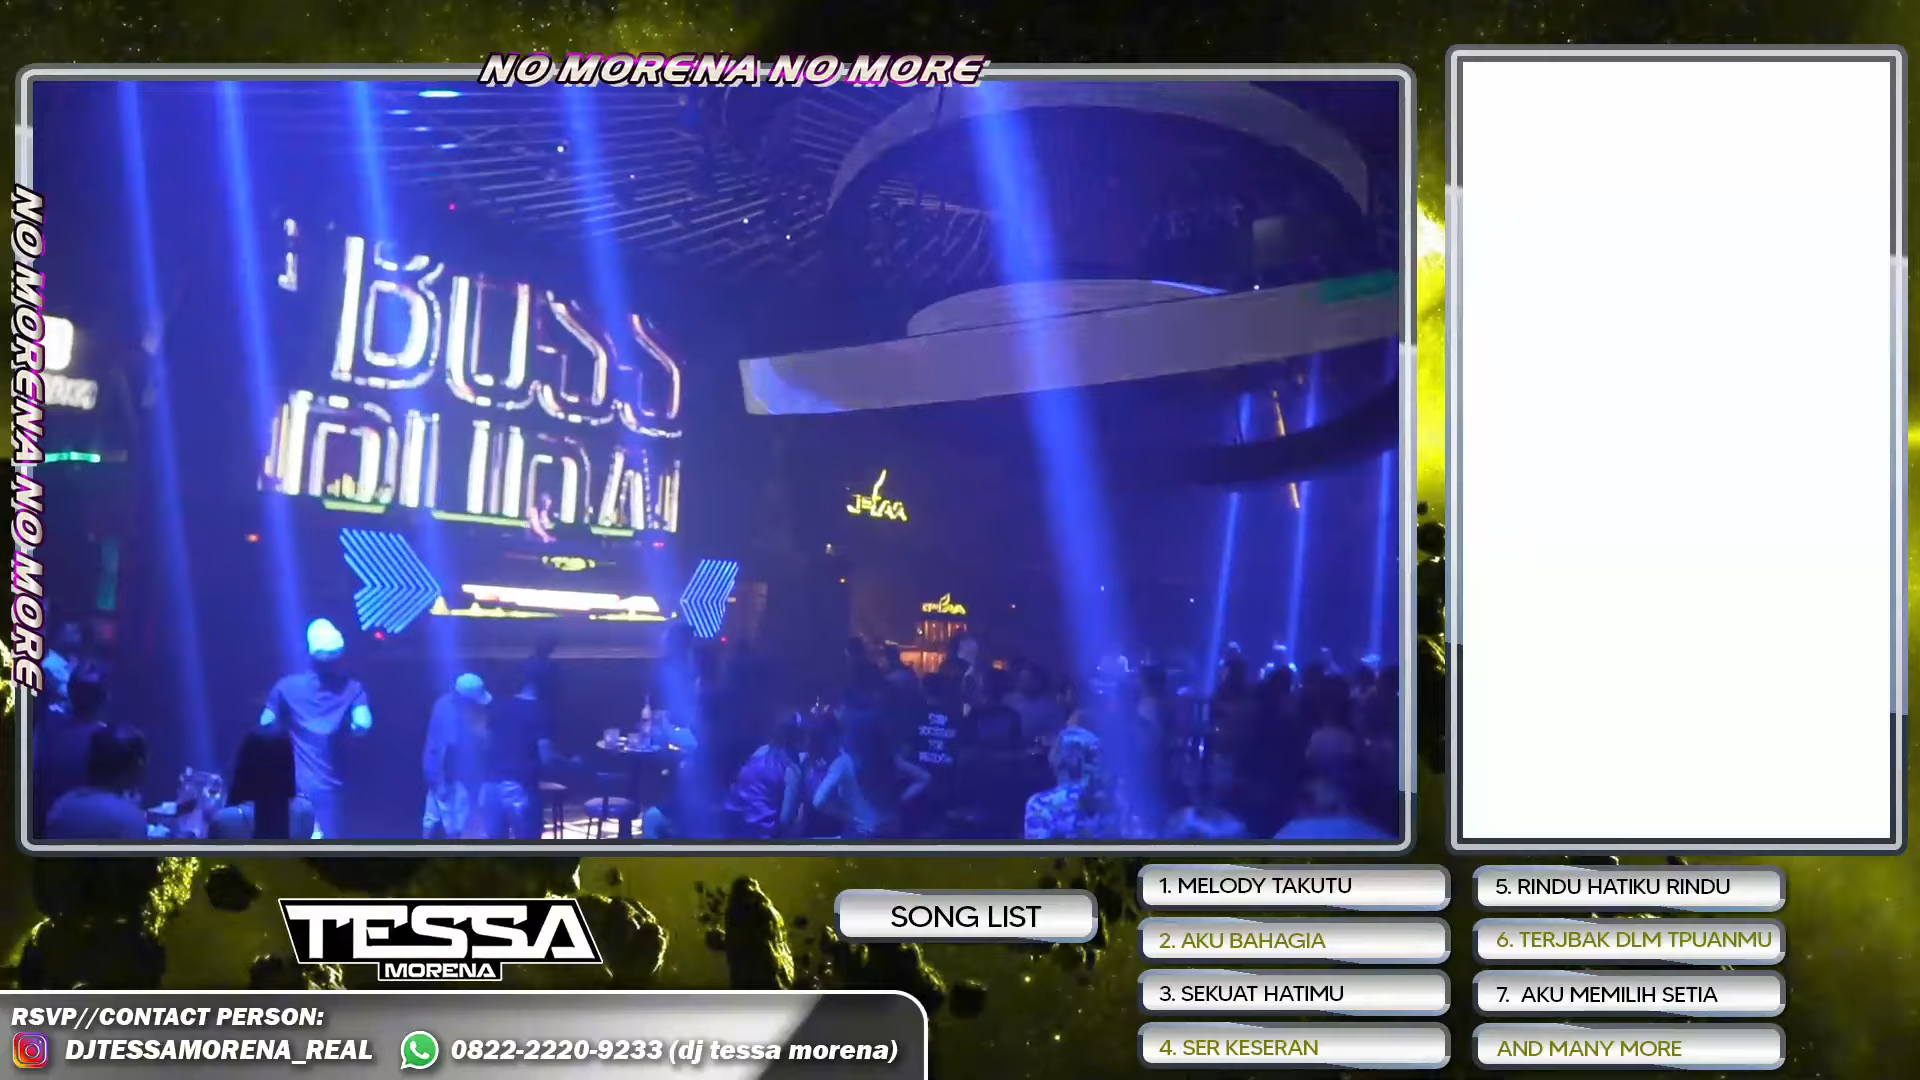 NO MORENA NO MORE
NO MORENA NO MORE
BOSS
TESSA
MORENA
SONG LIST
1. MELODY TAKUTU
2. AKU BAHAGIA
3. SEKUAT HATIMU
4. SER KESERAN
5. RINDU HATIKU RINDU
6. TERJBAK DLM TPUANMU
7. AKU MEMILIH SETIA
AND MANY MORE
RSVP//CONTACT PERSON:
DJTESSAMORENA_REAL
0822-2220-9233 (dj tessa morena)